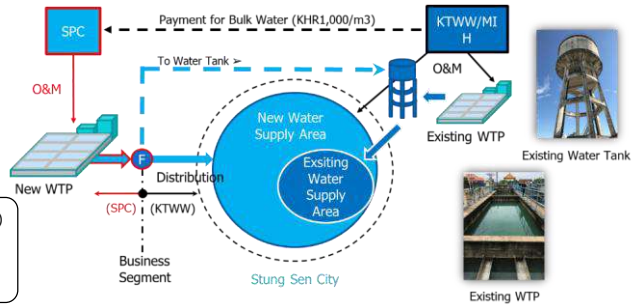 Payment for Bulk Water (KHR1,000/m3)
SPC
KTWW/MI
H
To Water Tank ➢
O&M
O&M
New Water
Supply Area
Existing WTP
Existing Water Tank
F
Exsiting
Water
Supply
Area
New WTP
Distribution
(SPC)
(KTWW)
)
Business
Segment
Stung Sen City
Existing WTP